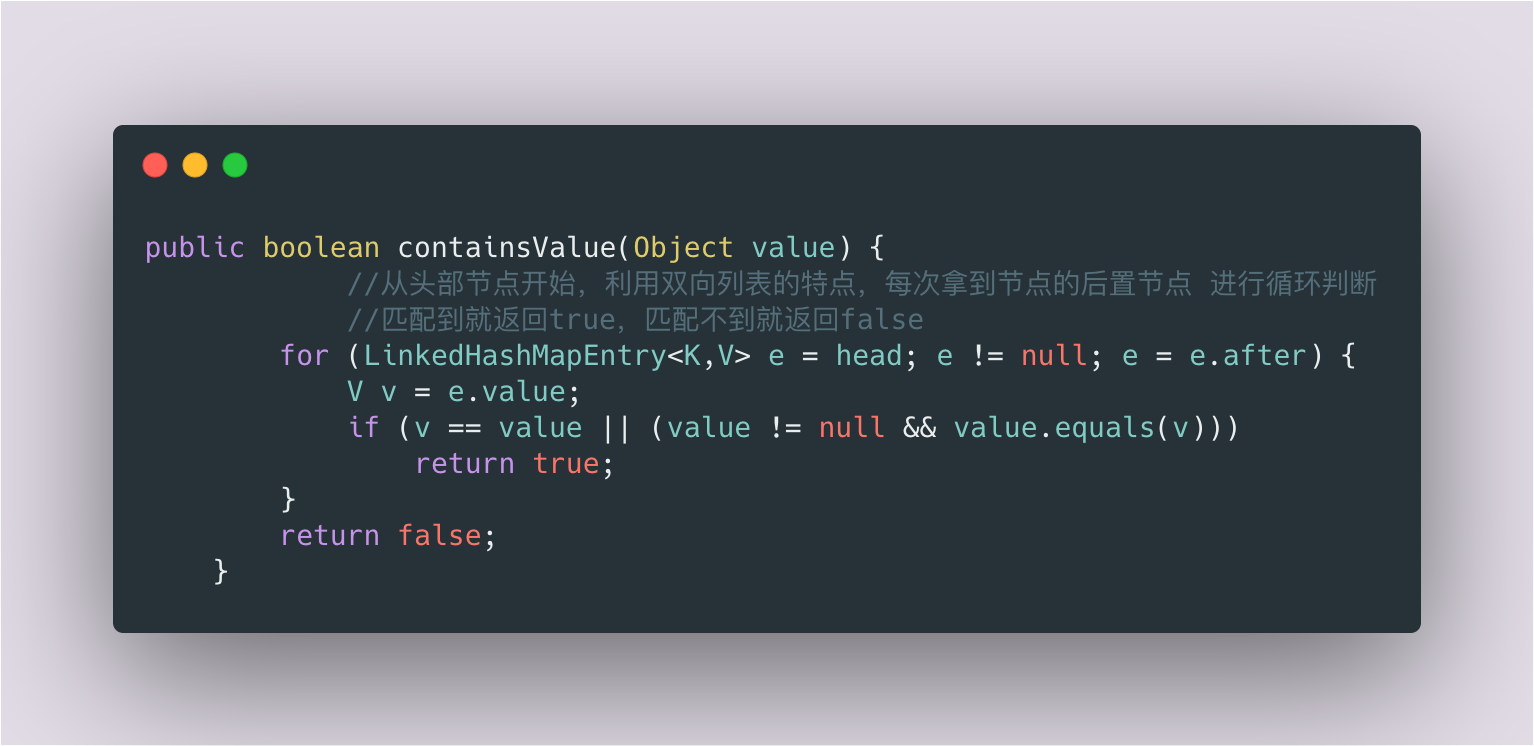 public boolean containsValue(Object value) {
//从头部节点开始，利用双向列表的特点，每次拿到节点的后置节点 进行循环判断
//匹配到就返回true，匹配不到就返回false
for (LinkedHashMapEntry<K,V> e = head; e != null; e = e.after) {
V v = e.value;
if (v == value || (value != null && value.equals(v)))
return true;
}
return false;
}